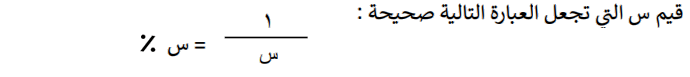 قيم س التي تجعل العبارة التالية صحيحة :
١
س = س ٪